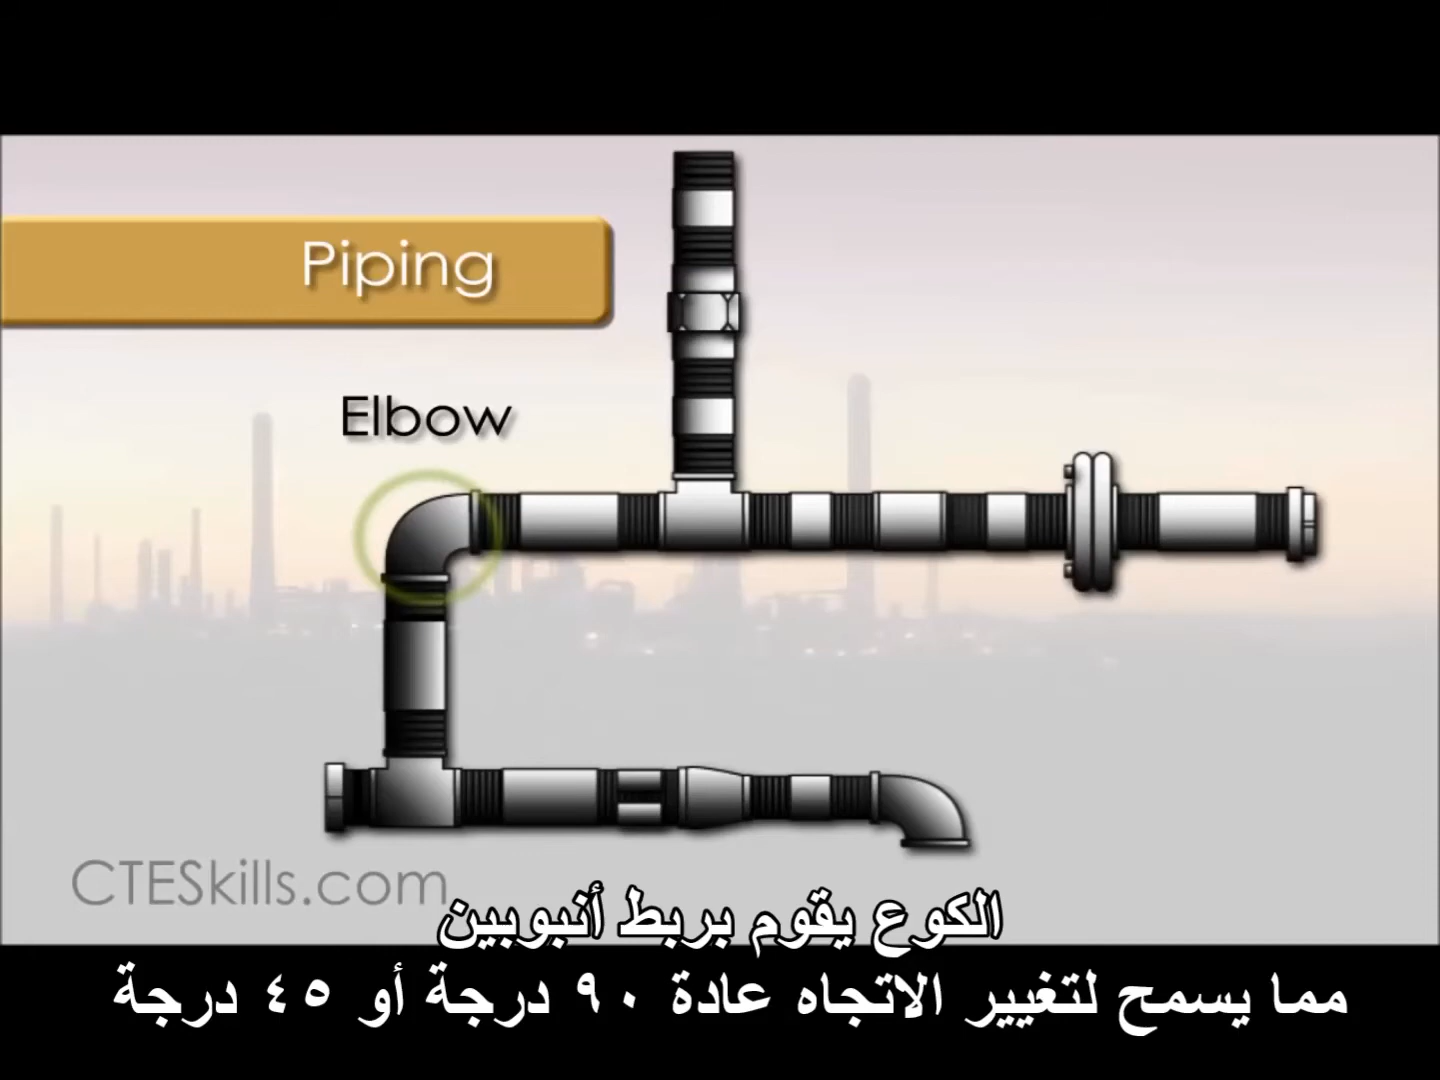 Piping
Elbow
CTESkills.com
الكوع يقوم بربط أنبوبين
مما يسمح لتغيير الاتجاه عادة ٩٠ درجة أو ٤٥ درجة